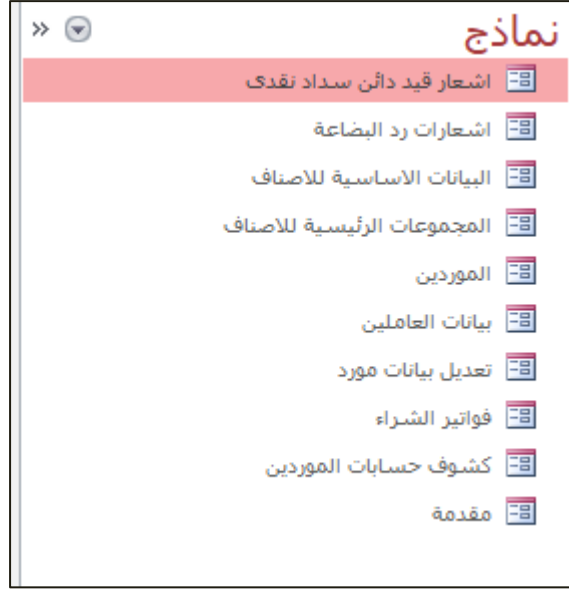 نماذج
اشعار قيد دائن سداد نقدى
اشعارات رد البضاعة
البيانات الاساسية للاصناف
المجموعات الرئيسية للاصناف
الموردين
بيانات العاملين
تعديل بيانات مورد
فواتير الشراء
كشوف حسابات الموردين
مقدمة